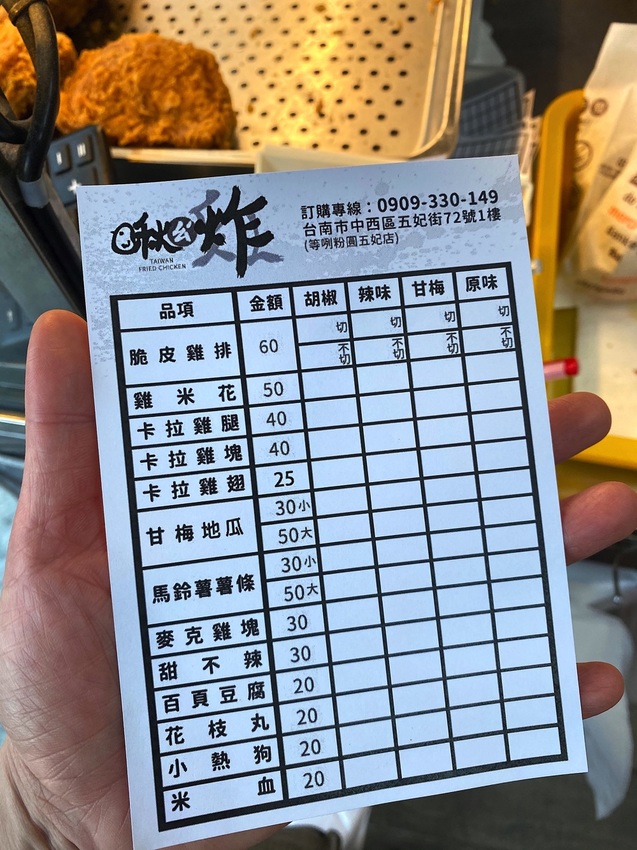 炸
TAIWAN
FRIED CHICKEN
訂購專線：0909-330-149
台南市中西區五妃街72號1樓
(等咧粉圓五妃店)
品項 金額 胡椒 辣味 甘梅 原味
脆皮雞排 60 切 切 切 切
不切 不切 不切 不切
雞米花 50
卡拉雞腿 40
卡拉雞塊 40
卡拉雞翅 25
甘梅地瓜 30小
50大
馬鈴薯薯條 30小
50大
麥克雞塊 30
甜不辣 30
百頁豆腐 20
花枝丸 20
小熱狗 20
米血 20